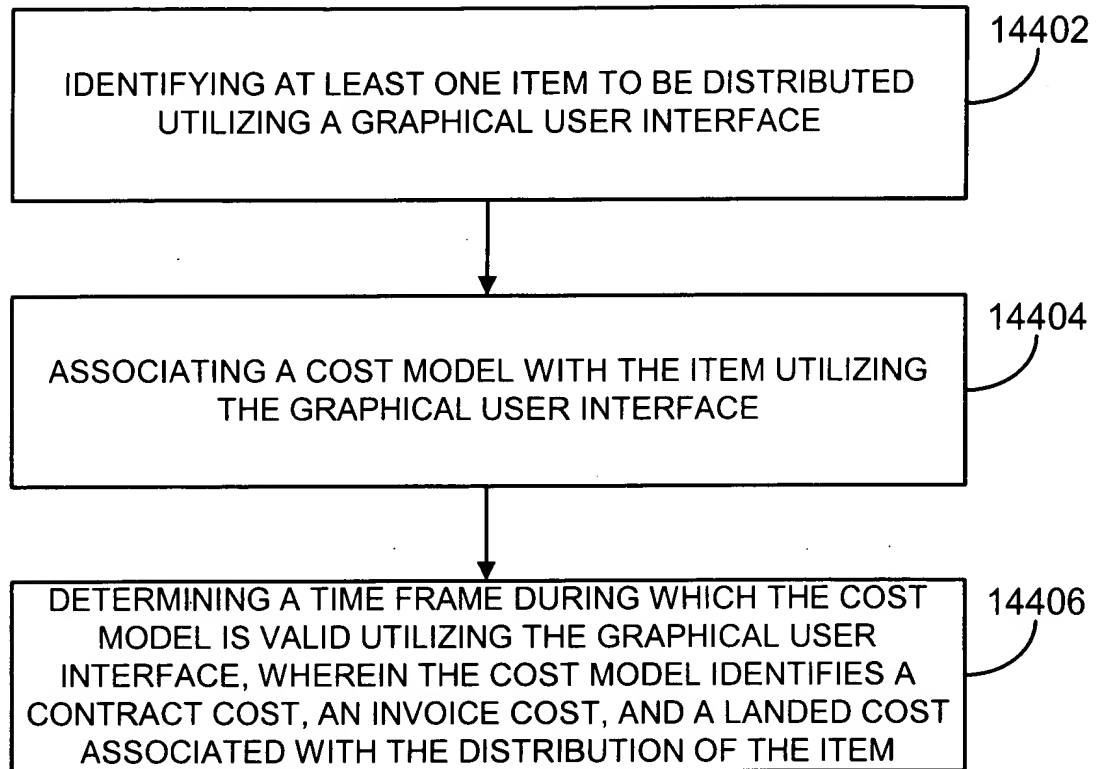 14402
IDENTIFYING AT LEAST ONE ITEM TO BE DISTRIBUTED
UTILIZING A GRAPHICAL USER INTERFACE
14404
ASSOCIATING A COST MODEL WITH THE ITEM UTILIZING
THE GRAPHICAL USER INTERFACE
14406
DETERMINING A TIME FRAME DURING WHICH THE COST
MODEL IS VALID UTILIZING THE GRAPHICAL USER
INTERFACE, WHEREIN THE COST MODEL IDENTIFIES A
CONTRACT COST, AN INVOICE COST, AND A LANDED COST
ASSOCIATED WITH THE DISTRIBUTION OF THE ITEM